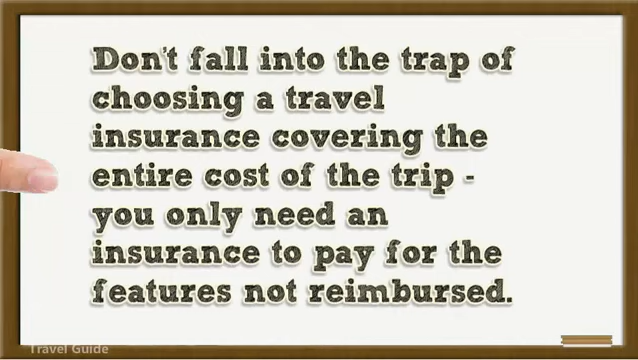 Don't fall into the trap of
choosing a travel
insurance covering the
entire cost of the trip -
you only need an
insurance to pay for the
features not reimbursed.
Travel Guide